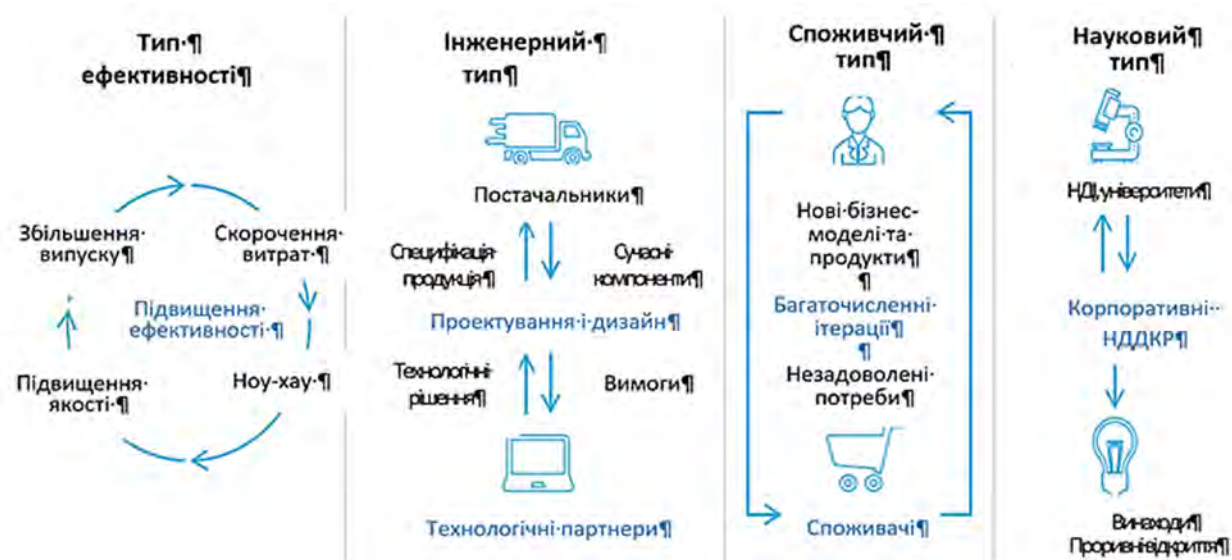 Тип·¶
ефективності¶
Збільшення·
випуску¶
Скорочення·
витрат·¶
Підвищення·
ефективності·¶
Підвищення·
якості·¶
Ноу-хау·¶
Інженерний·¶
тип¶
Постачальники¶
Специфікація
продукція¶
Сучасні
компоненти¶
Проектування·і·дизайн¶
Технологічні
рішення¶
Вимоги¶
Технологічні·партнери¶
Споживчий·¶
тип¶
Нові·бізнес-
моделі·та·
продукти¶
¶
Багаточисленні·
ітерації¶
¶
Незадоволені·
потреби¶
Споживачі¶
Науковий¶
тип¶
НДІ,університети¶
Корпоративні··
НДДКР¶
Винаходи¶
Проривні відкриття¶